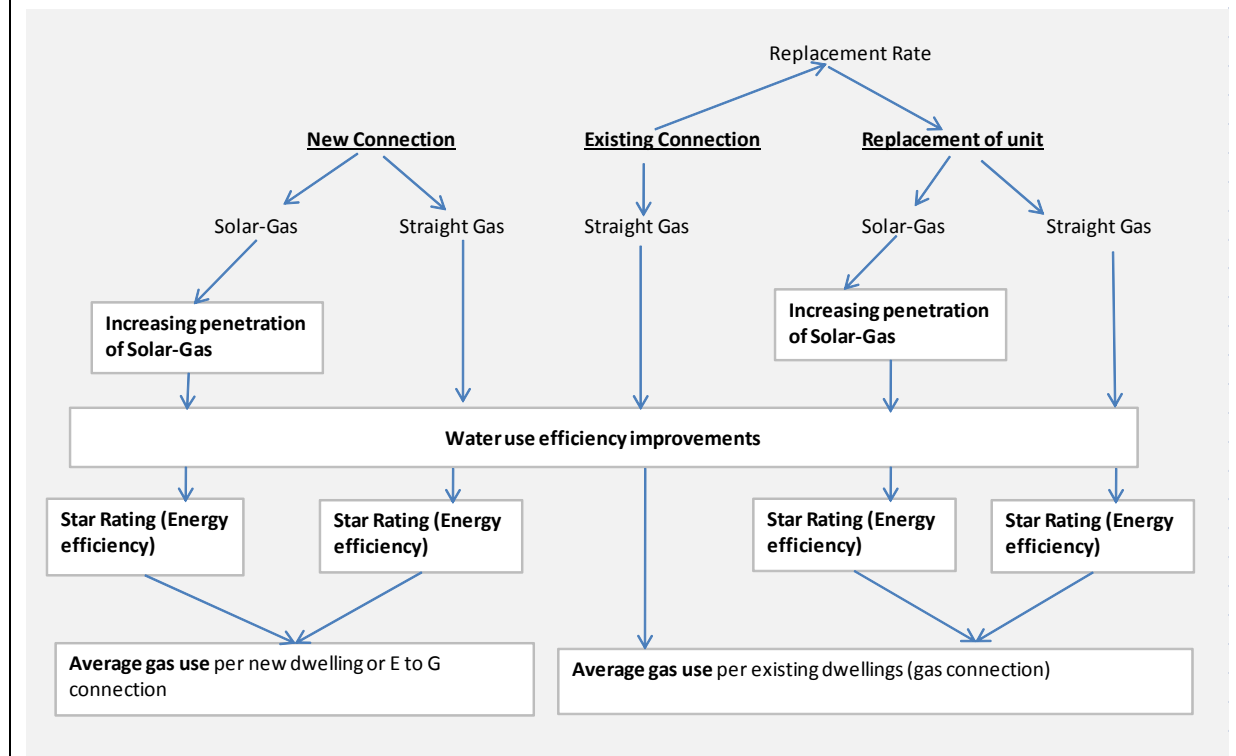 Replacement Rate
New Connection
Existing Connection
Replacement of unit
Solar-Gas
Straight Gas
Straight Gas
Solar-Gas
Straight Gas
Increasing penetration
of Solar-Gas
Increasing penetration
of Solar-Gas
Water use efficiency improvements
Star Rating (Energy
efficiency)
Star Rating (Energy
efficiency)
Star Rating (Energy
efficiency)
Star Rating (Energy
efficiency)
Average gas use per new dwelling or E to G
connection
Average gas use per existing dwellings (gas connection)